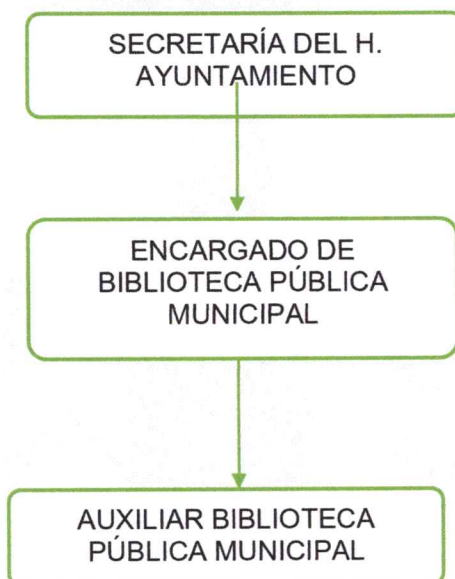 SECRETARÍA DEL H.
AYUNTAMIENTO
ENCARGADO DE
BIBLIOTECA PÚBLICA
MUNICIPAL
AUXILIAR BIBLIOTECA
PÚBLICA MUNICIPAL